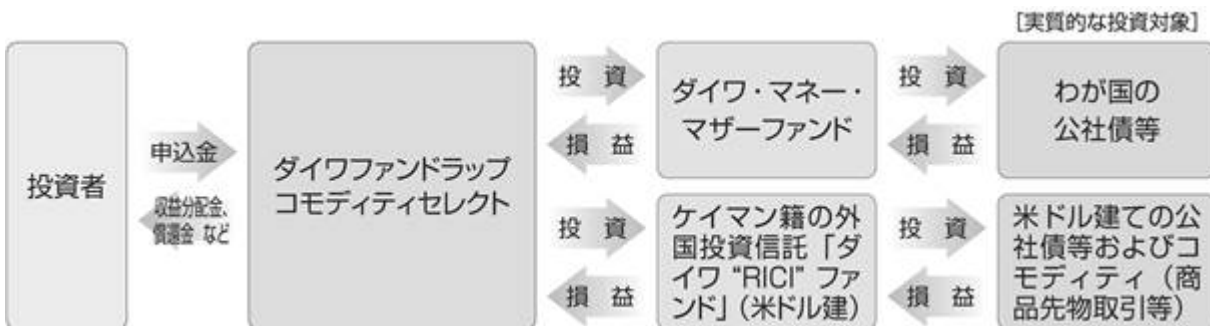 ［実質的な投資対象］
投資者
申込金
収益分配金、
償還金 など
ダイワファンドラップ
コモディティセレクト
投 資
損 益
ダイワ・マネー・
マザーファンド
投 資
損 益
わが国の
公社債等
投 資
損 益
ケイマン籍の外
国投資信託「ダ
イワ “RICI” ファ
ンド」（米ドル建）
投 資
損 益
米ドル建ての公
社債等およびコ
モディティ（商
品先物取引等）